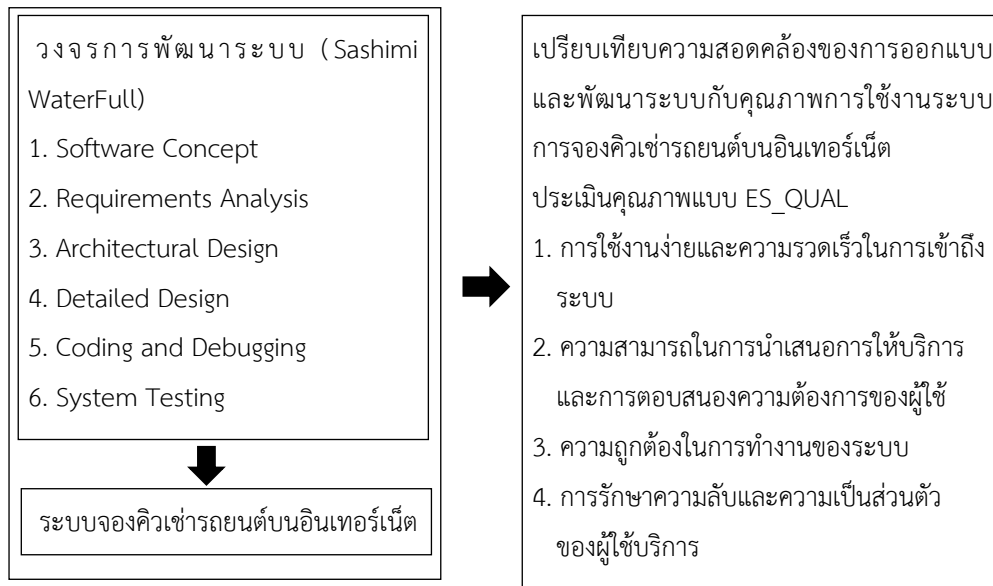 วงจรการพัฒนาระบบ (Sashimi
WaterFull)
1. Software Concept
2. Requirements Analysis
3. Architectural Design
4. Detailed Design
5. Coding and Debugging
6. System Testing
ระบบจองคิวเช่ารถยนต์บนอินเทอร์เน็ต
เปรียบเทียบความสอดคล้องของการออกแบบ
และพัฒนาระบบกับคุณภาพการใช้งานระบบ
การจองคิวเช่ารถยนต์บนอินเทอร์เน็ต
ประเมินคุณภาพแบบ ES_QUAL
1. การใช้งานง่ายและความรวดเร็วในการเข้าถึง
ระบบ
2. ความสามารถในการนำเสนอการให้บริการ
และการตอบสนองความต้องการของผู้ใช้
3. ความถูกต้องในการทำงานของระบบ
4. การรักษาความลับและความเป็นส่วนตัว
ของผู้ใช้บริการ